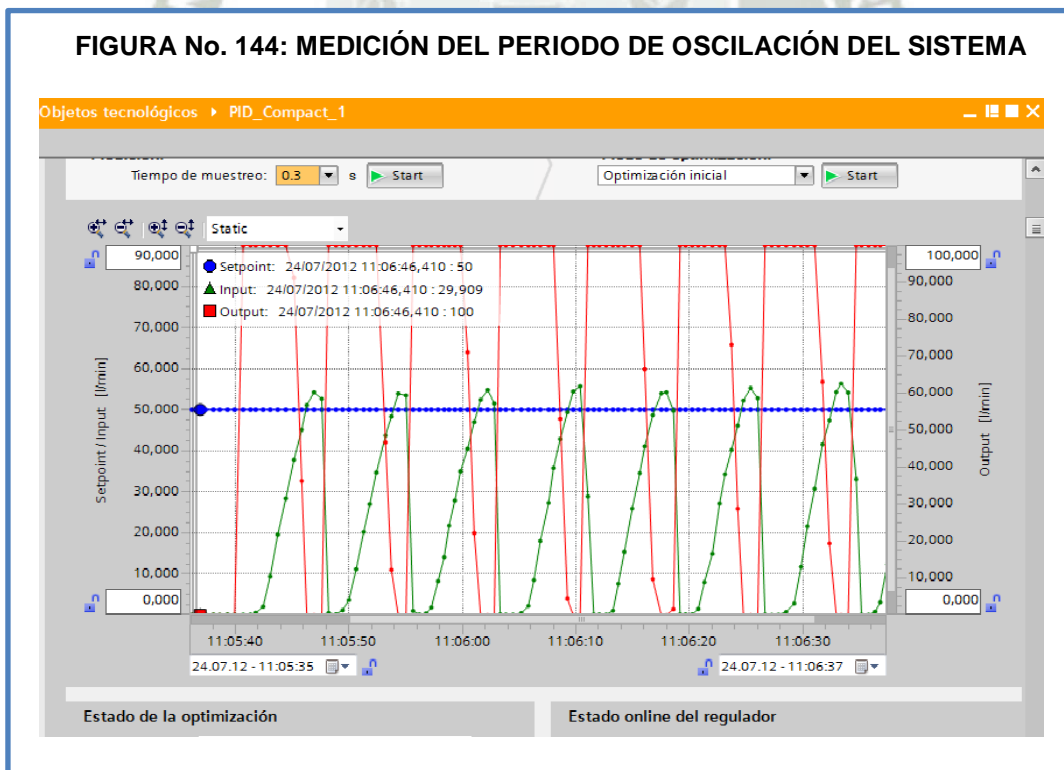 FIGURA No. 144: MEDICIÓN DEL PERIODO DE OSCILACIÓN DEL SISTEMA
Objetos tecnológicos ▸ PID_Compact_1
Tiempo de muestreo: 0.3 s Start
Optimización inicial Start
Static
90,000
80,000
70,000
60,000
50,000
40,000
30,000
20,000
10,000
0,000
Setpoint / Input [l/min]
Setpoint: 24/07/2012 11:06:46,410 : 50
Input: 24/07/2012 11:06:46,410 : 29,909
Output: 24/07/2012 11:06:46,410 : 100
100,000
90,000
80,000
70,000
60,000
50,000
40,000
30,000
20,000
10,000
0,000
Output [l/min]
11:05:40 11:05:50 11:06:00 11:06:10 11:06:20 11:06:30
24.07.12 - 11:05:35
24.07.12 - 11:06:37
Estado de la optimización
Estado online del regulador